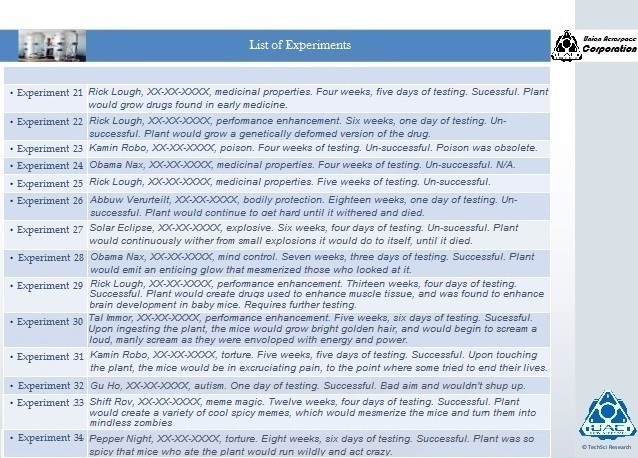 List of Experiments
Union Aerospace
Corporation
• Experiment 21 Rick Lough, XX-XX-XXXX, medicinal properties. Four weeks, five days of testing. Sucessful. Plant
would grow drugs found in early medicine.
• Experiment 22 Rick Lough, XX-XX-XXXX, perfomance enhancement. Six weeks, one day of testing. Un-
successful. Plant would grow a genetically deformed version of the drug.
• Experiment 23 Kamin Robo, XX-XX-XXXX, poison. Four weeks of testing. Un-successful. Poison was obsolete.
• Experiment 24 Obama Nax, XX-XX-XXXX, medicinal properties. Four weeks of testing. Un-successful. N/A.
• Experiment 25 Rick Lough, XX-XX-XXXX, medicinal properties. Five weeks of testing. Un-successful.
• Experiment 26 Abbuw Verurteilt, XX-XX-XXXX, bodily protection. Eighteen weeks, one day of testing. Un-
successful. Plant would continue to get hard until it withered and died.
• Experiment 27 Solar Eclipse, XX-XX-XXXX, explosive. Six weeks, four days of testing. Un-sucessful. Plant
would continuously wither from small explosions it would do to itself, until it died.
• Experiment 28 Obama Nax, XX-XX-XXXX, mind control. Seven weeks, three days of testing. Successful. Plant
would emit an enticing glow that mesmerized those who looked at it.
• Experiment 29 Rick Lough, XX-XX-XXXX, perfomance enhancement. Thirteen weeks, four days of testing.
Successful. Plant would create drugs used to enhance muscle tissue, and was found to enhance
brain development in baby mice. Requires further testing.
• Experiment 30 Tal Immor, XX-XX-XXXX, perfomance enhancement. Five weeks, six days of testing. Sucessful.
Upon ingesting the plant, the mice would grow bright golden hair, and would begin to scream a
loud, manly scream as they were enveloped with energy and power.
• Experiment 31 Kamin Robo, XX-XX-XXXX, torture. Five weeks, five days of testing. Successful. Upon touching
the plant, the mice would be in excruciating pain, to the point where some tried to end their lives.
• Experiment 32 Gu Ho, XX-XX-XXXX, autism. One day of testing. Successful. Bad aim and wouldn't shup up.
• Experiment 33 Shift Rov, XX-XX-XXXX, meme magic. Twelve weeks, four days of testing. Successful. Plant
would create a variety of cool spicy memes, which would mesmerize the mice and turn them into
mindless zombies
• Experiment 34 Pepper Night, XX-XX-XXXX, torture. Eight weeks, six days of testing. Successful. Plant was so
spicy that mice who ate the plant would run wildly and act crazy.
UAC
© TechSci Research